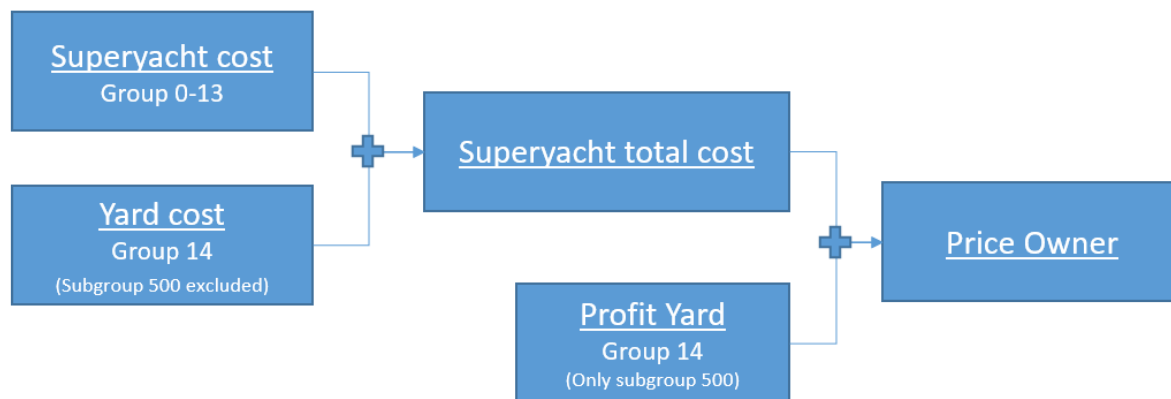 Superyacht cost
Group 0-13
Yard cost
Group 14
(Subgroup 500 excluded)
Superyacht total cost
Profit Yard
Group 14
(Only subgroup 500)
Price Owner